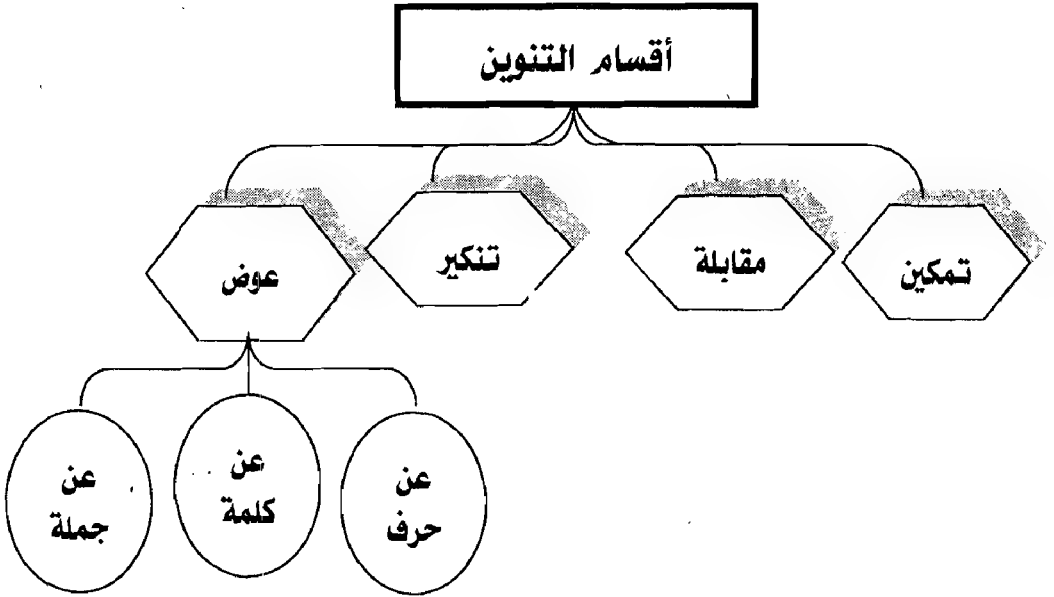 أقسام التنوين
تمكين
مقابلة
تنكير
عوض
عن
حرف
عن
كلمة
عن
جملة